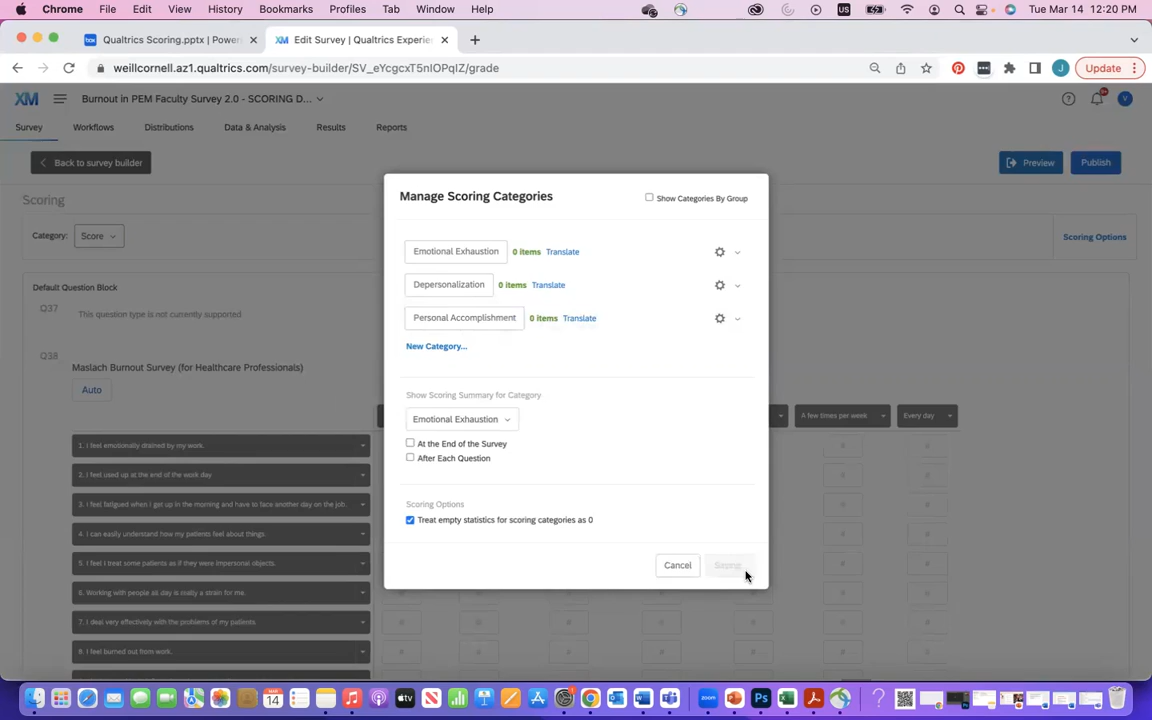 Chrome File Edit View History Bookmarks Profiles Tab Window Help US Tue Mar 14 12:20 PM
box Qualtrics Scoring.pptx | Power XM Edit Survey | Qualtrics Experie
weillcornell.az1.qualtrics.com/survey-builder/SV_eYcgcxT5nIOPqIZ/grade J Update
XM Burnout in PEM Faculty Survey 2.0 - SCORING D... V
Survey Workflows Distributions Data & Analysis Results Reports
Back to survey builder Preview Publish
Scoring
Category: Score Scoring Options
Default Question Block
Q37 This question type is not currently supported
Q38
Maslach Burnout Survey (for Healthcare Professionals)
Auto
A few times per week Every day
1. I feel emotionally drained by my work.
2. I feel used up at the end of the work day
3. I feel fatigued when I get up in the morning and have to face another day on the job.
4. I can easily understand how my patients feel about things.
5. I feel I treat some patients as if they were impersonal objects.
6. Working with people all day is really a strain for me.
7. I deal very effectively with the problems of my patients.
8. I feel burned out from work.
Manage Scoring Categories Show Categories By Group
Emotional Exhaustion 0 items Translate
Depersonalization 0 items Translate
Personal Accomplishment 0 items Translate
New Category...
Show Scoring Summary for Category
Emotional Exhaustion
At the End of the Survey
After Each Question
Scoring Options
Treat empty statistics for scoring categories as 0
Cancel Saving